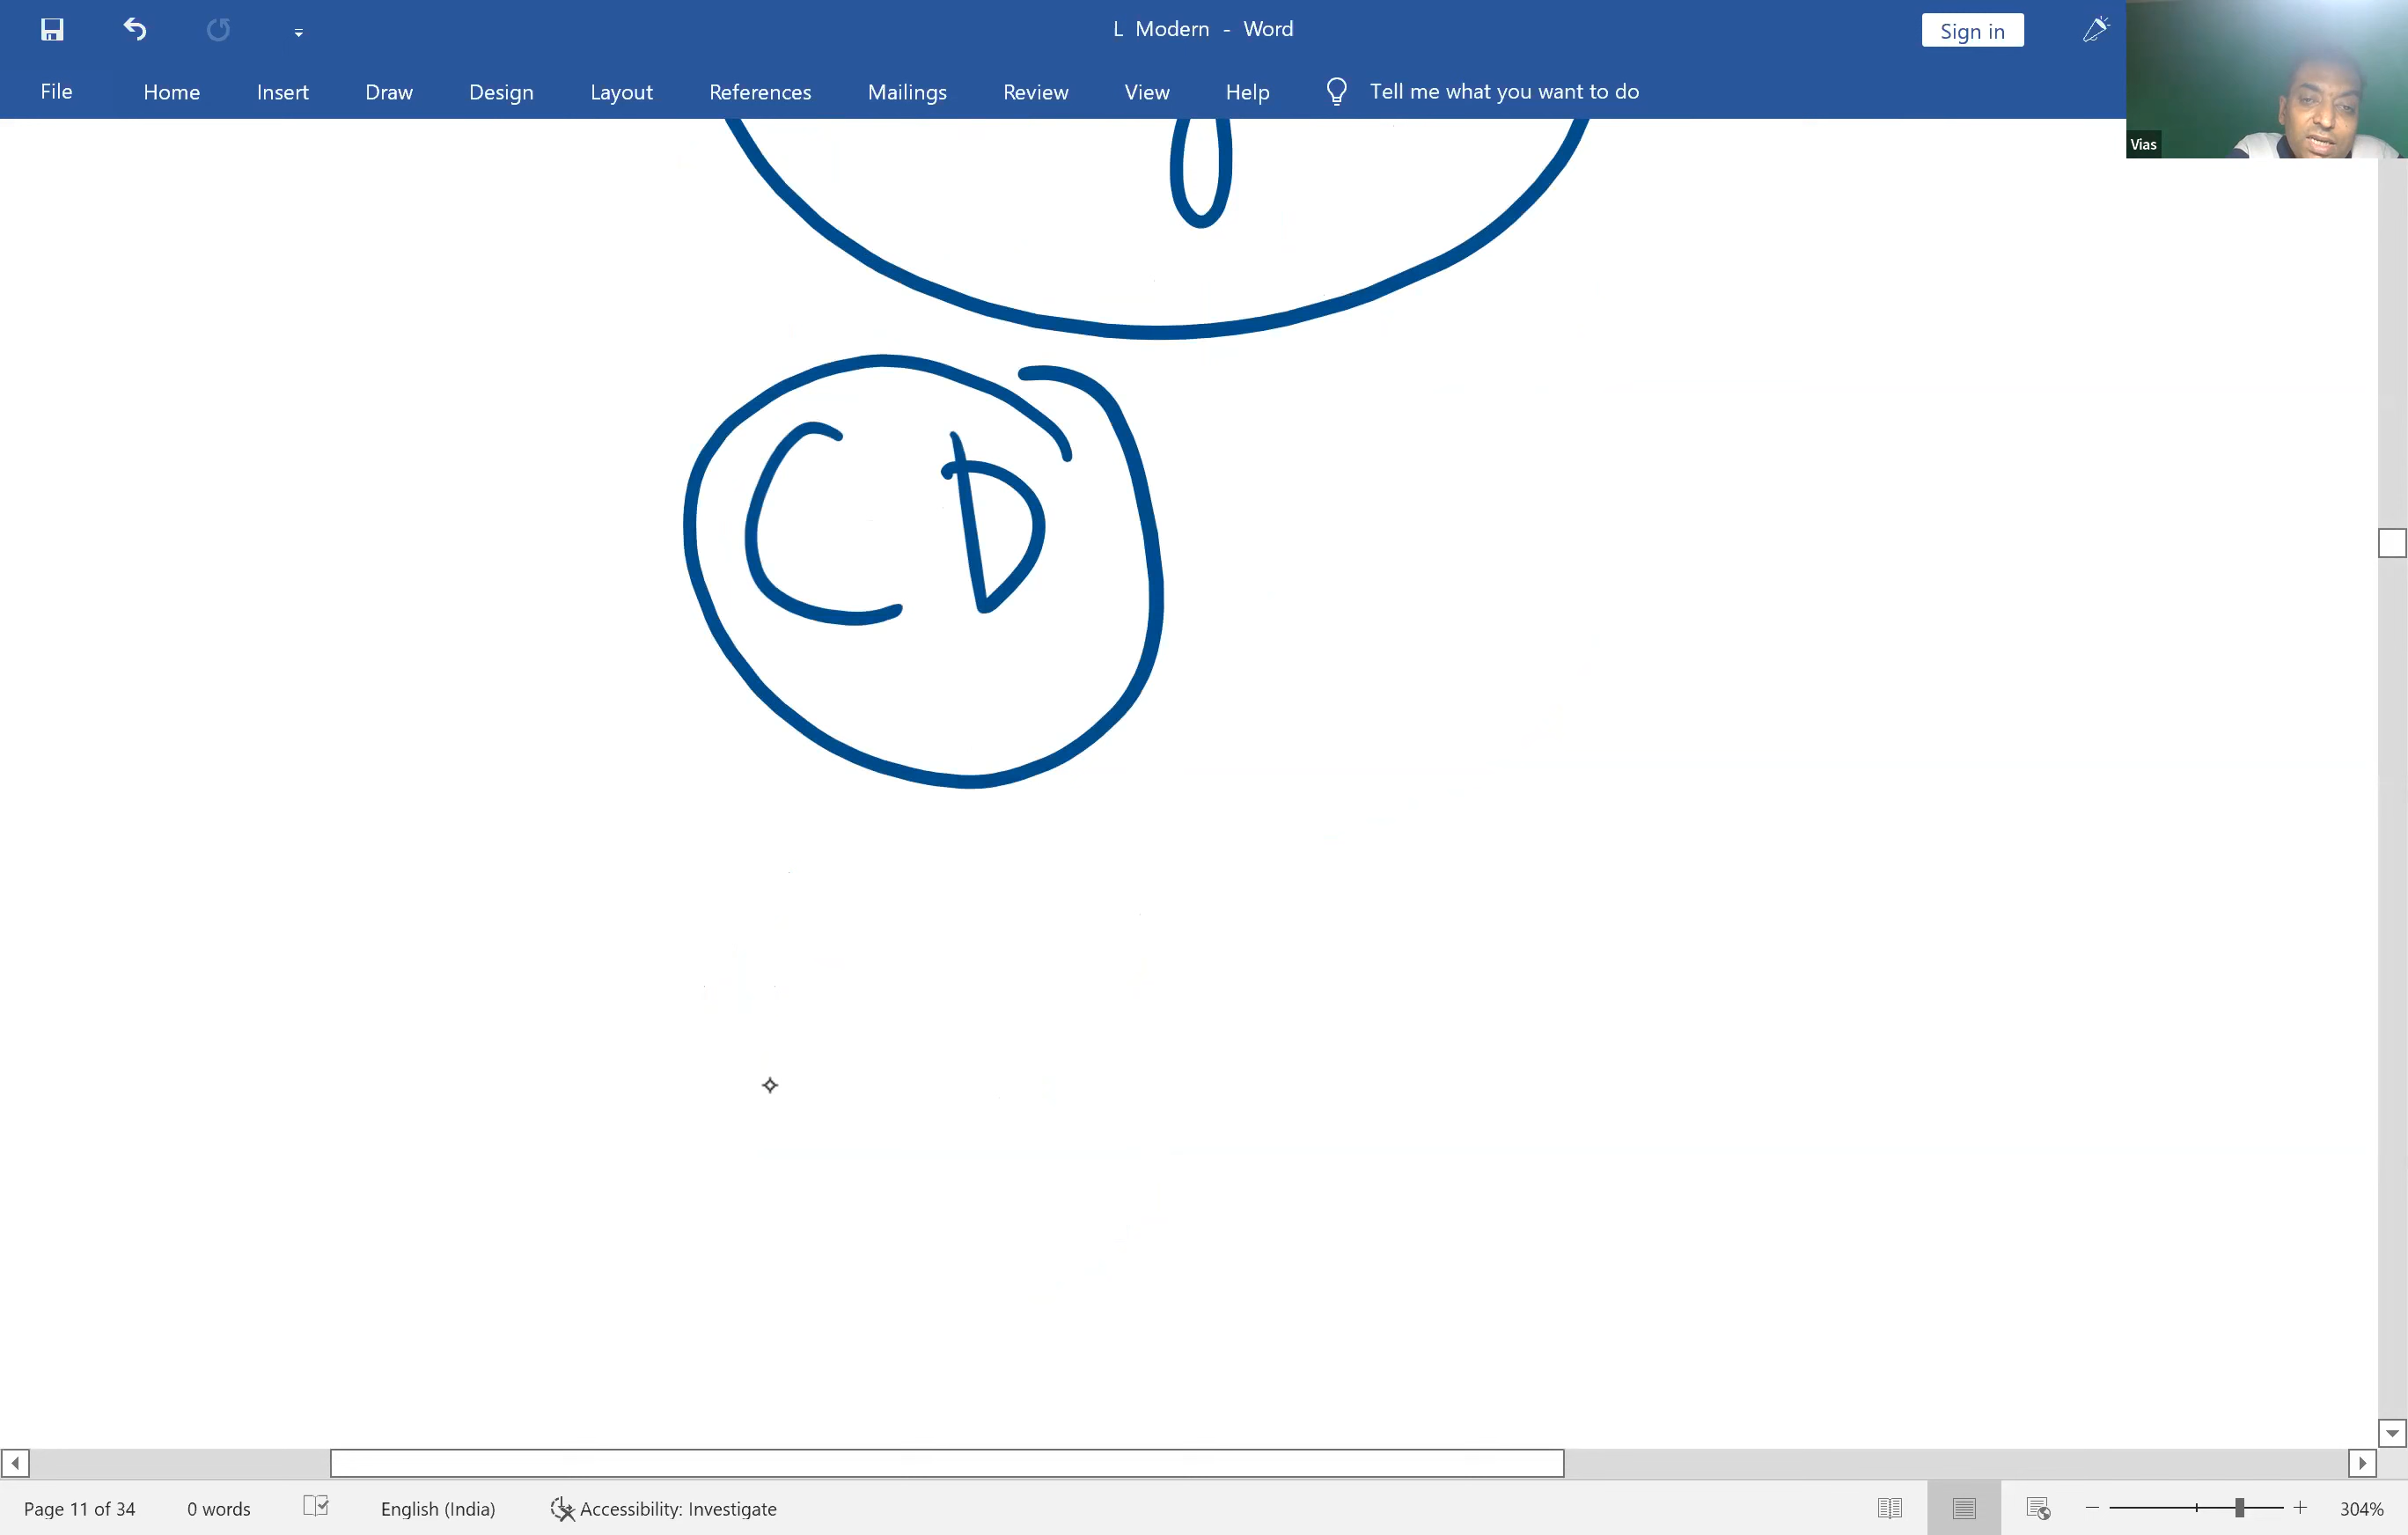 L Modern - Word
Sign in
File Home Insert Draw Design Layout References Mailings Review View Help Tell me what you want to do
Vias
CD
Page 11 of 34 0 words English (India) Accessibility: Investigate 304%